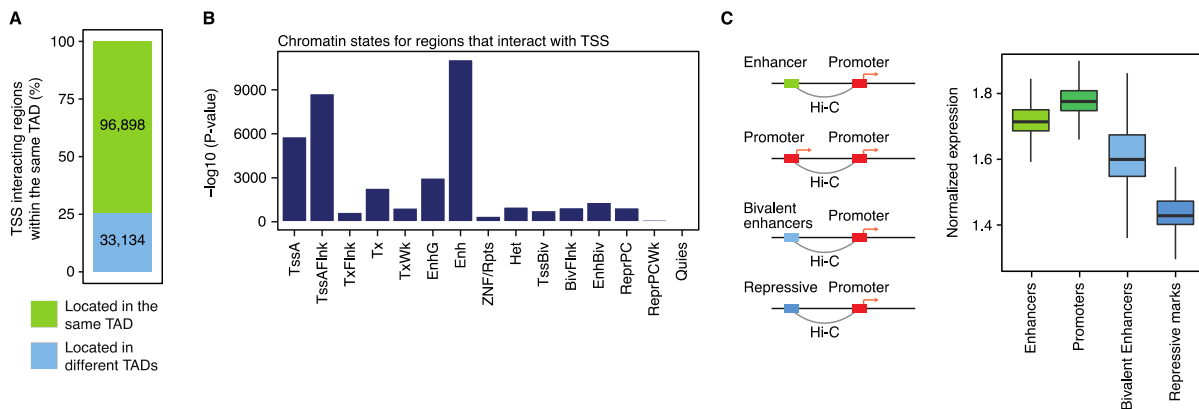 A
TSS interacting regions
within the same TAD (%)
100
75
50
25
0
96,898
33,134
Located in the
same TAD
Located in
different TADs
B
Chromatin states for regions that interact with TSS
−log10 (P-value)
9000
6000
3000
0
TssA
TssAFlnk
TxFlnk
Tx
TxWk
EnhG
Enh
ZNF/Rpts
Het
TssBiv
BivFlnk
EnhBiv
ReprPC
ReprPCWk
Quies
C
Enhancer Promoter
Hi-C
Promoter Promoter
Hi-C
Bivalent
enhancers Promoter
Hi-C
Repressive Promoter
Hi-C
Normalized expression
1.8
1.6
1.4
Enhancers
Promoters
Bivalent Enhancers
Repressive marks